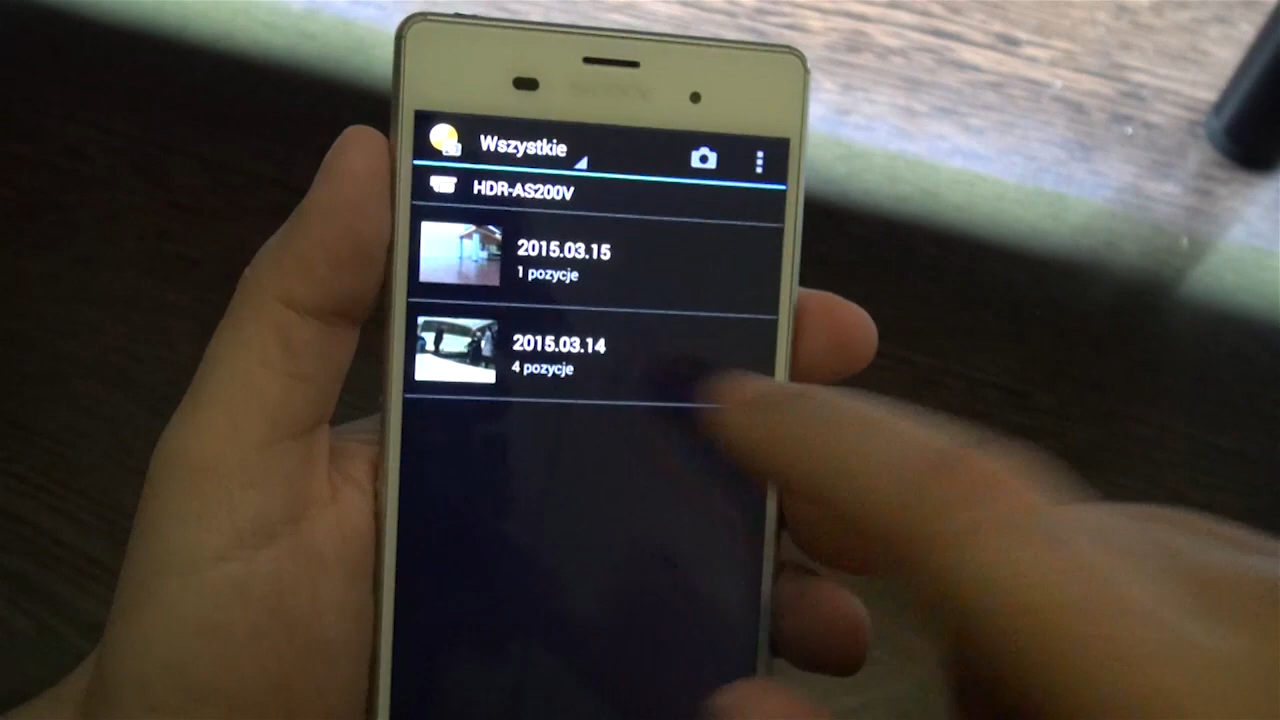 Wszystkie
HDR-AS200V
2015.03.15
1 pozycje
2015.03.14
4 pozycje